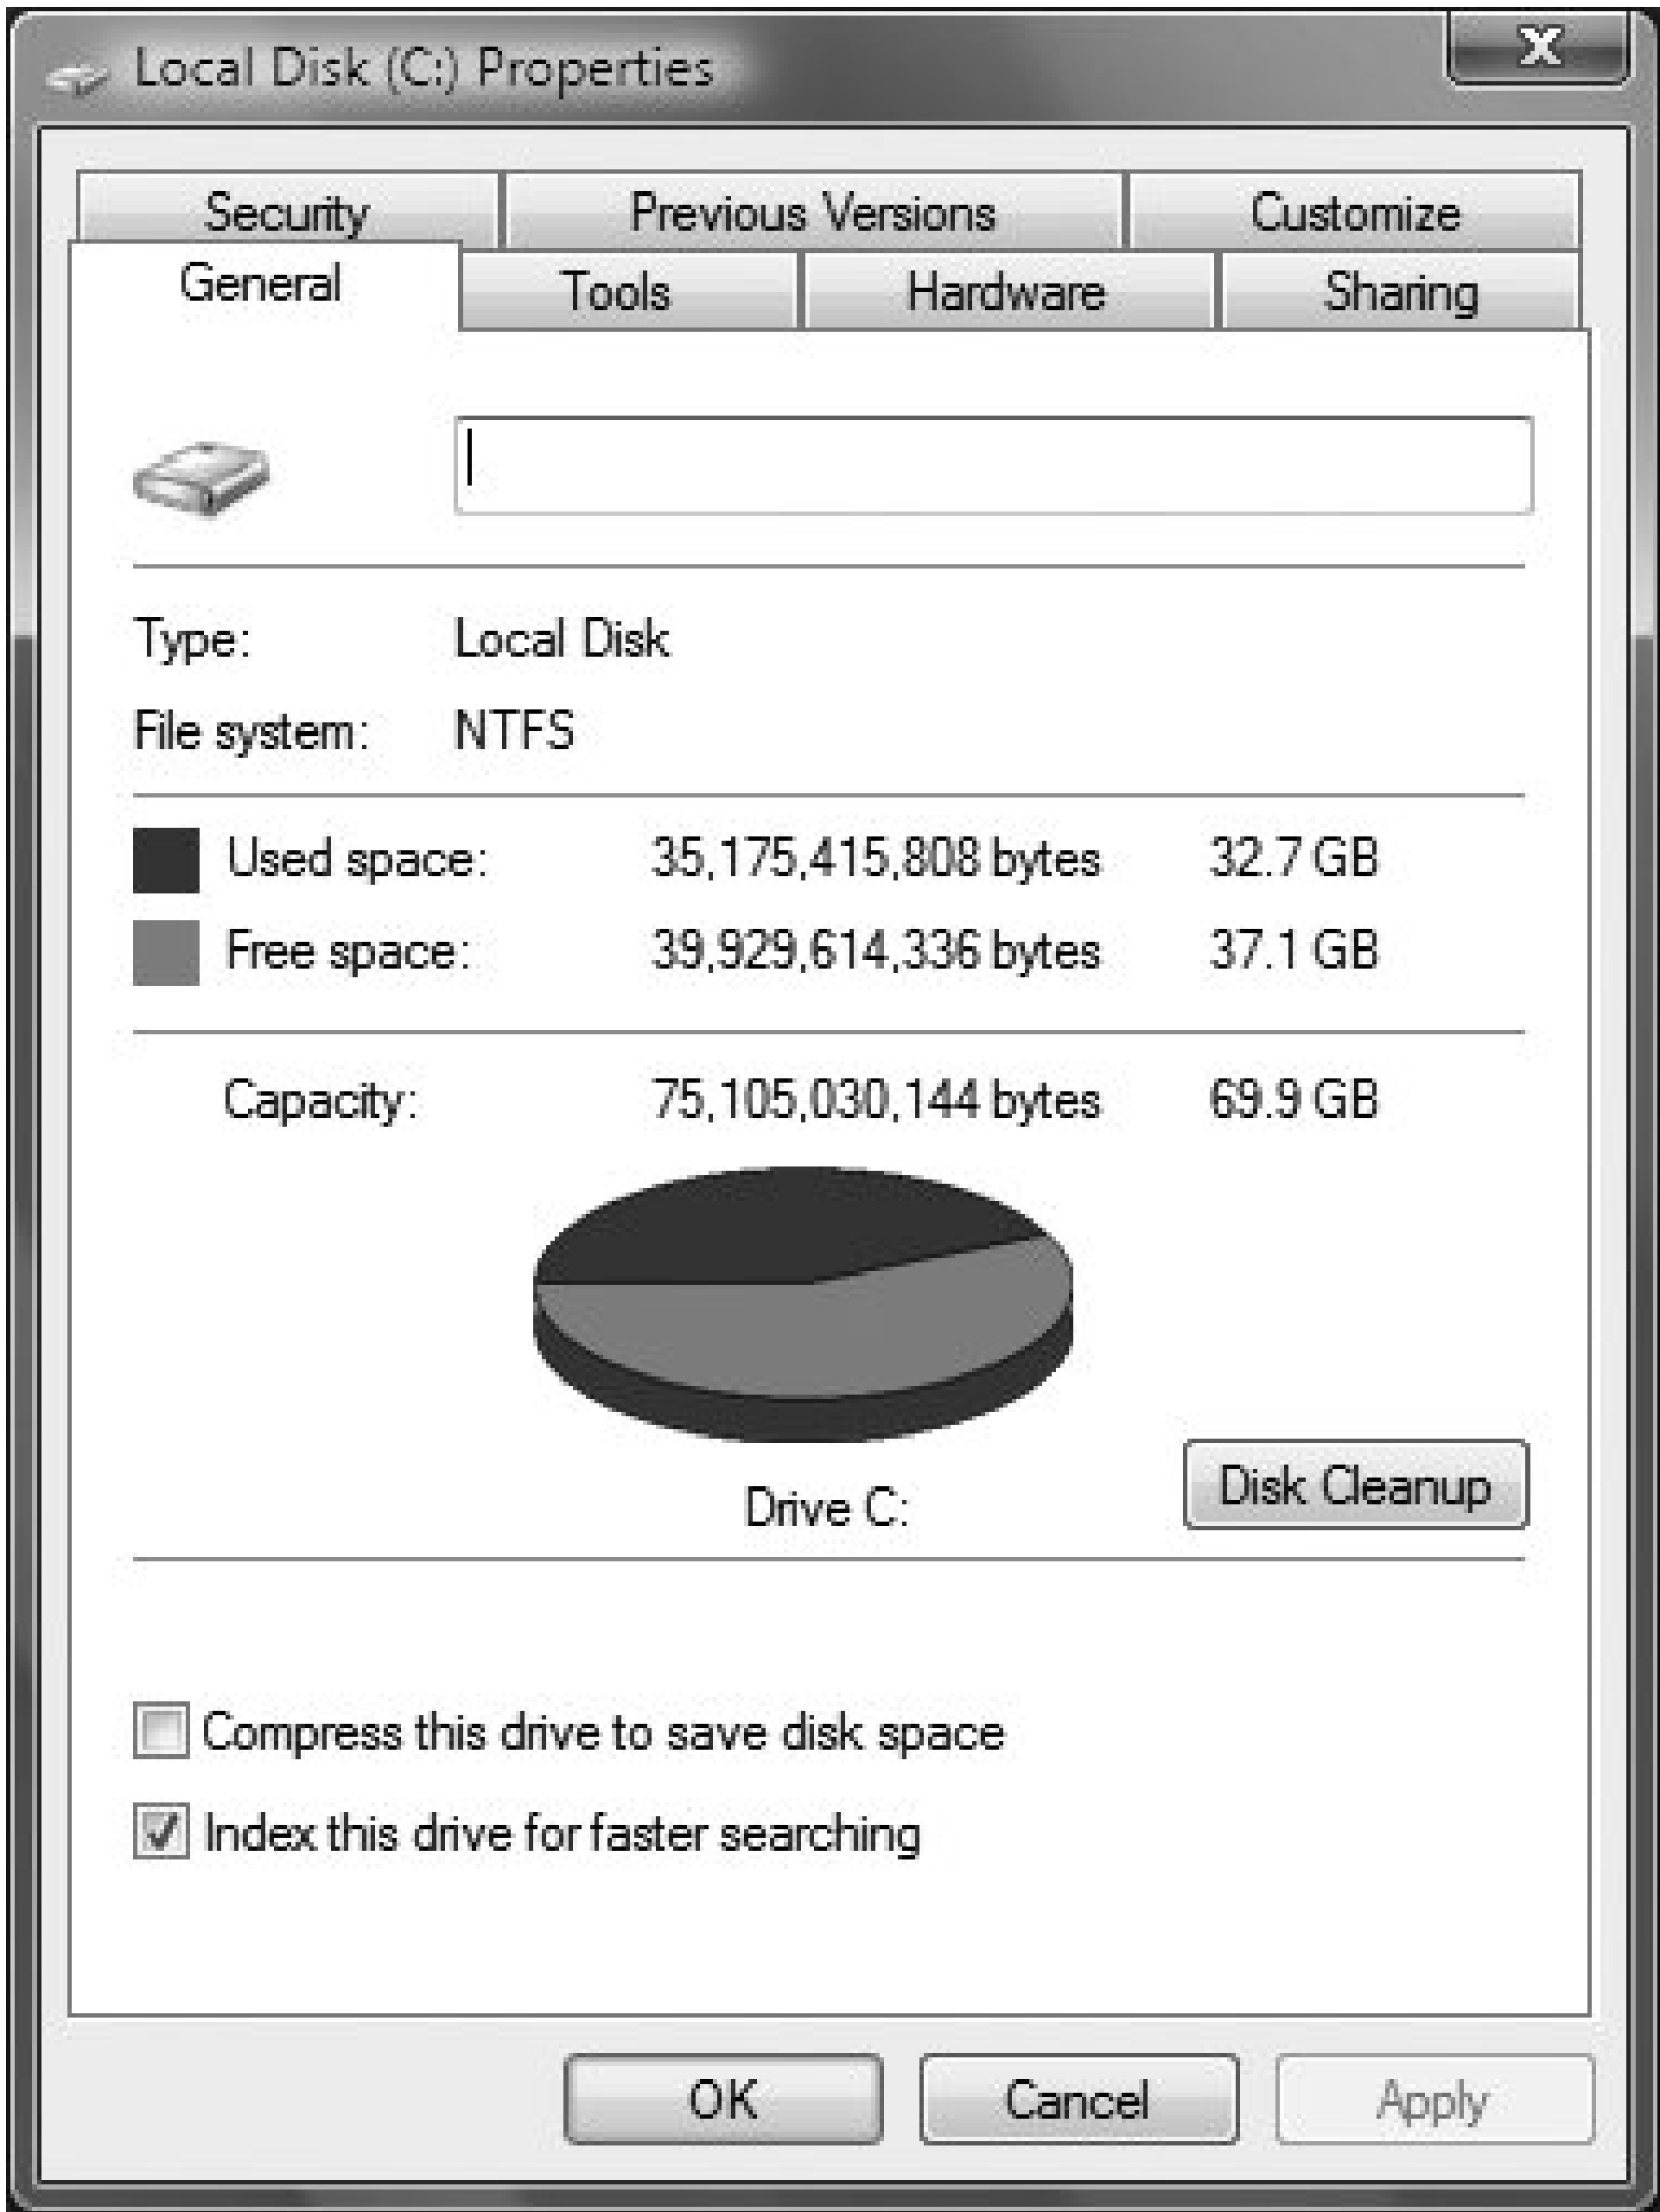 Local Disk (C:) Properties
X
Security Previous Versions Customize
General Tools Hardware Sharing
Type: Local Disk
File system: NTFS
Used space: 35,175,415,808 bytes 32.7 GB
Free space: 39,929,614,336 bytes 37.1 GB
Capacity: 75,105,030,144 bytes 69.9 GB
Drive C:
Disk Cleanup
Compress this drive to save disk space
Index this drive for faster searching
OK Cancel Apply